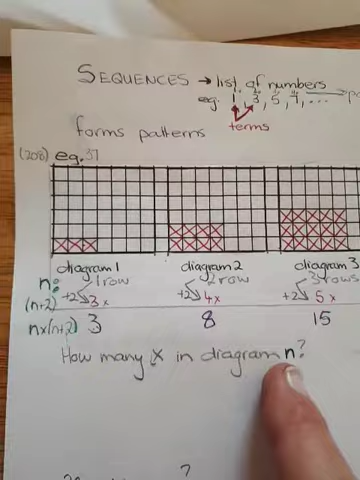 SEQUENCES → list of numbers
eg. 1, 3, 5, 7, ...
terms
forms patterns
(208) eg. 37
diagram 1 diagram 2 diagram 3
n: 1 row 2 row 3 rows
(n+2) +2 3x +2 4x +2 5x
nx(n+2) 3 8 15
How many x in diagram n?
?